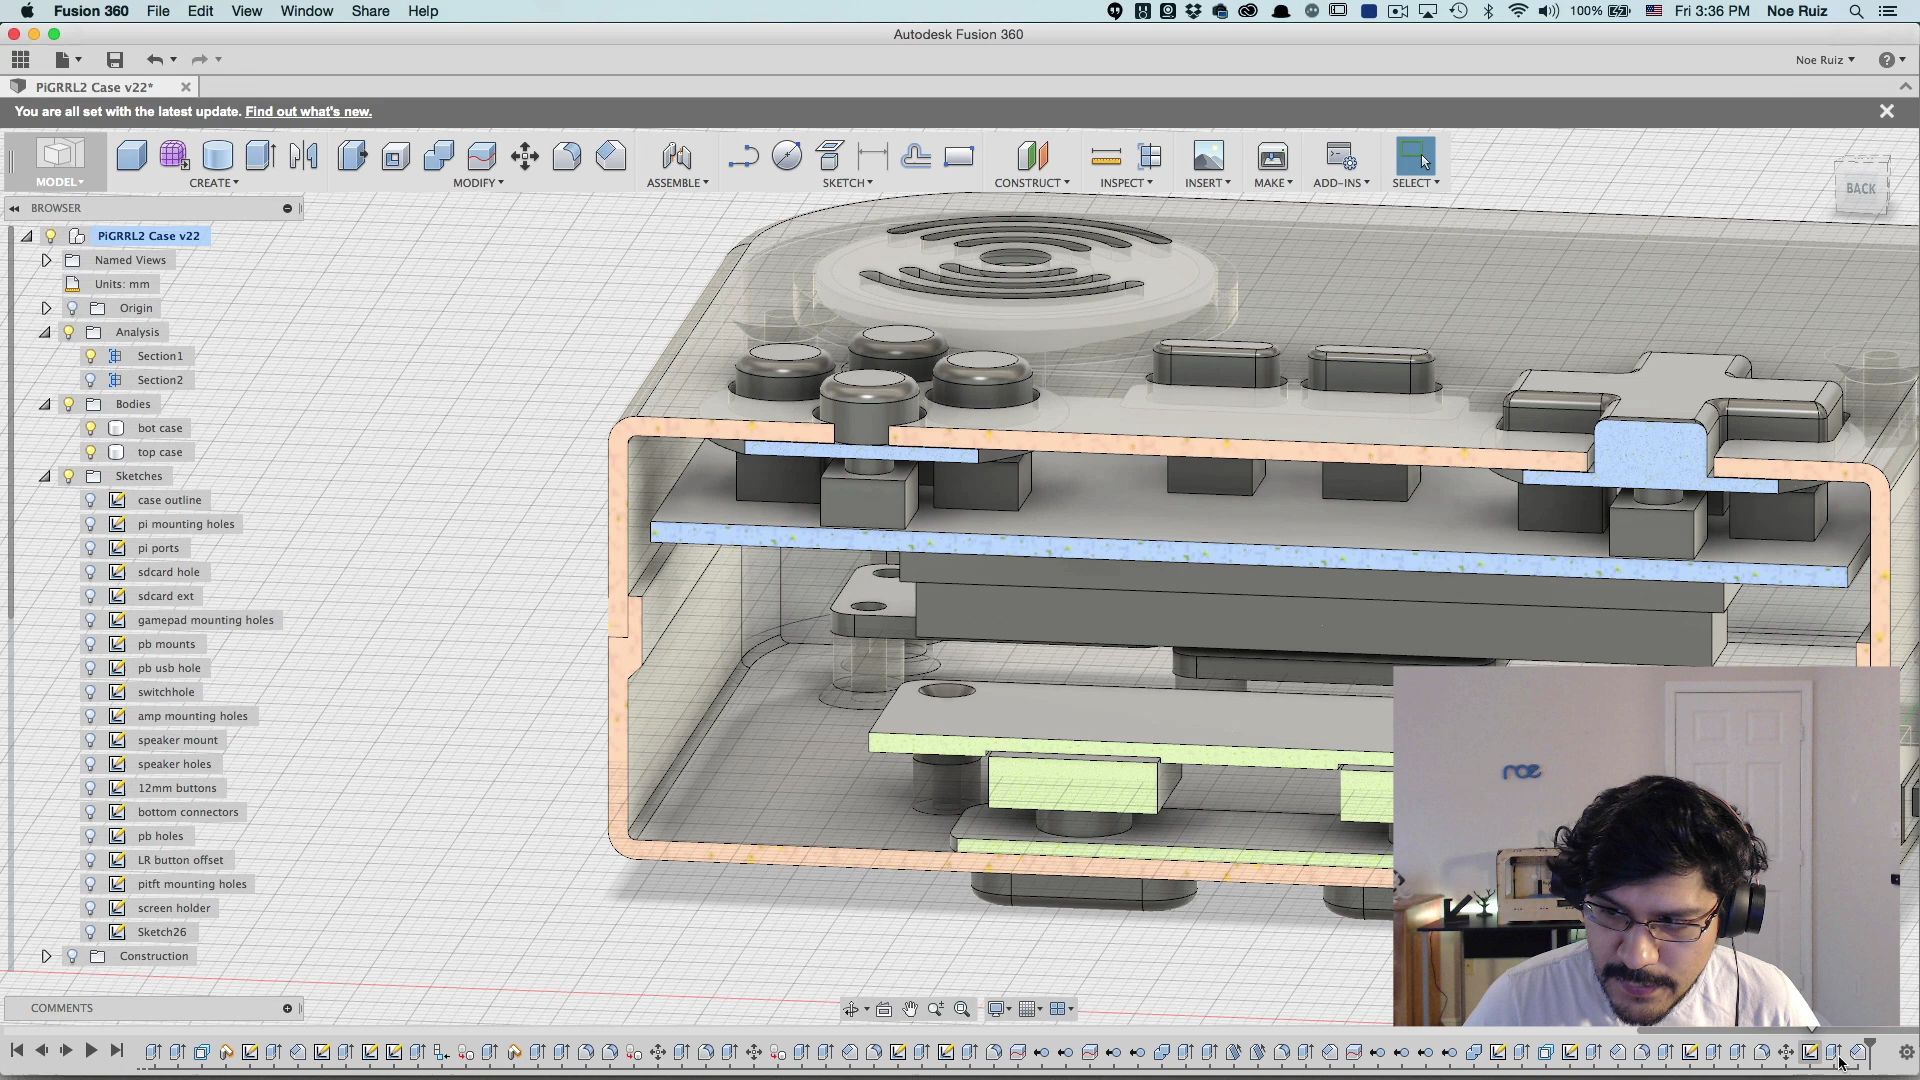 Fusion 360 File Edit View Window Share Help 100% Fri 3:36 PM Noe Ruiz
Autodesk Fusion 360
Noe Ruiz
PiGRRL2 Case v22*
You are all set with the latest update. Find out what's new.
MODEL CREATE MODIFY ASSEMBLE SKETCH CONSTRUCT INSPECT INSERT MAKE ADD-INS SELECT
BACK
BROWSER
PiGRRL2 Case v22
Named Views
Units: mm
Origin
Analysis
Section1
Section2
Bodies
bot case
top case
Sketches
case outline
pi mounting holes
pi ports
sdcard hole
sdcard ext
gamepad mounting holes
pb mounts
pb usb hole
switchhole
amp mounting holes
speaker mount
speaker holes
12mm buttons
bottom connectors
pb holes
LR button offset
pitft mounting holes
screen holder
Sketch26
Construction
noe
COMMENTS